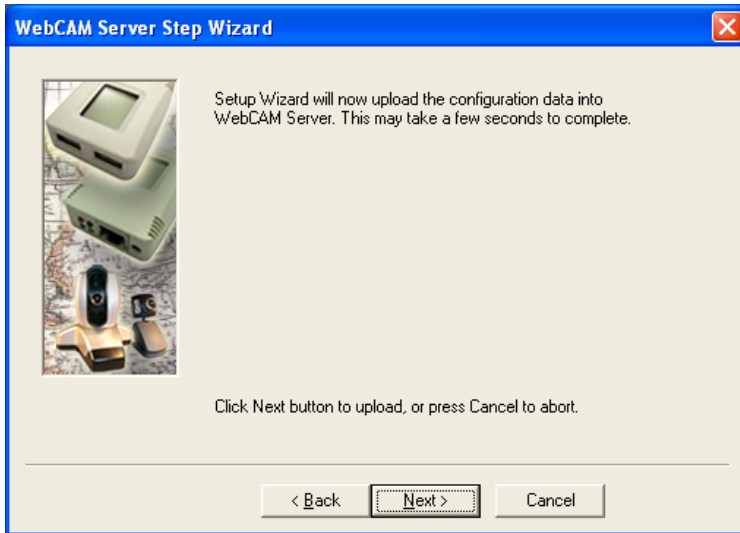 WebCAM Server Step Wizard
Setup Wizard will now upload the configuration data into
WebCAM Server. This may take a few seconds to complete.
Click Next button to upload, or press Cancel to abort.
< Back Next > Cancel